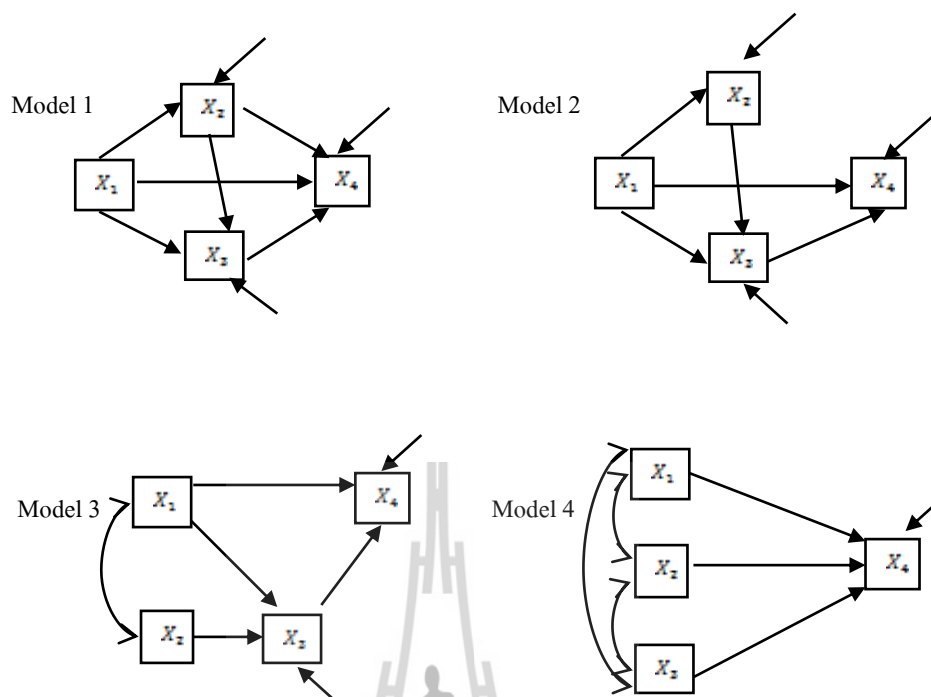 Model 1
X₂
X₁
X₄
X₃
Model 2
X₂
X₁
X₄
X₃
Model 3
X₁
X₄
X₂
X₃
Model 4
X₁
X₂
X₄
X₃